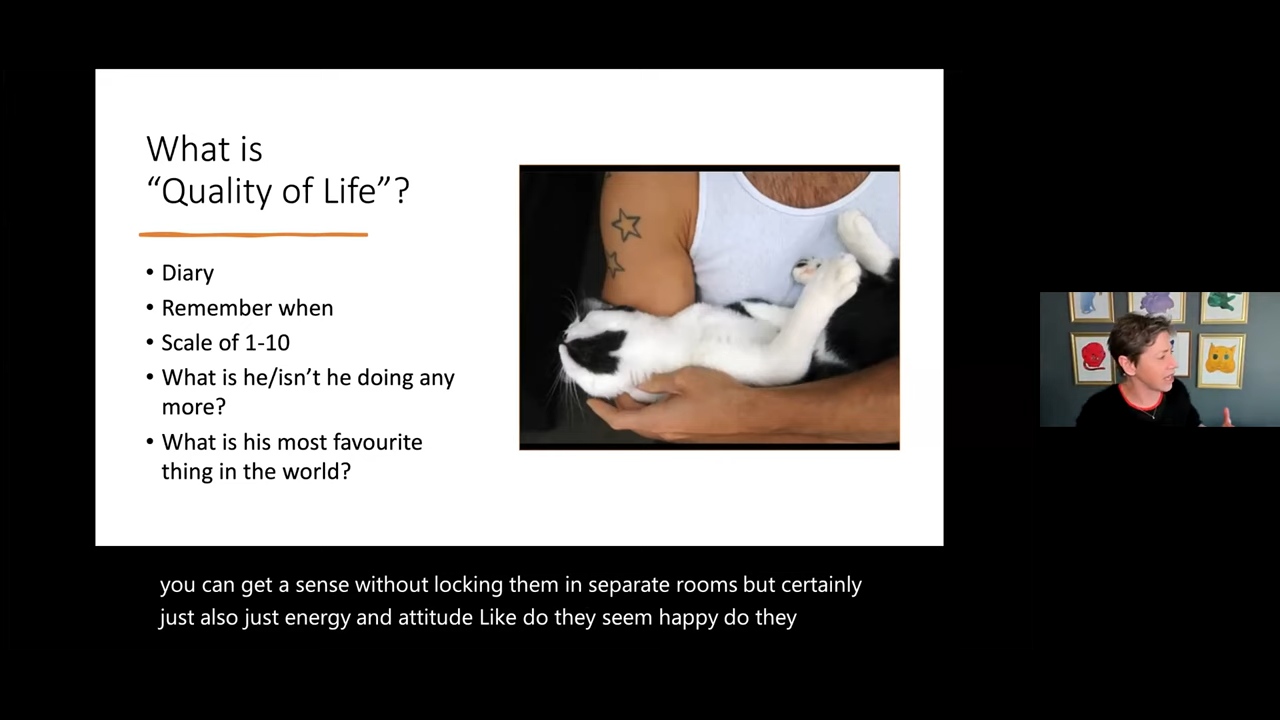 What is
“Quality of Life”?
• Diary
• Remember when
• Scale of 1-10
• What is he/isn’t he doing any
more?
• What is his most favourite
thing in the world?
you can get a sense without locking them in separate rooms but certainly
just also just energy and attitude Like do they seem happy do they